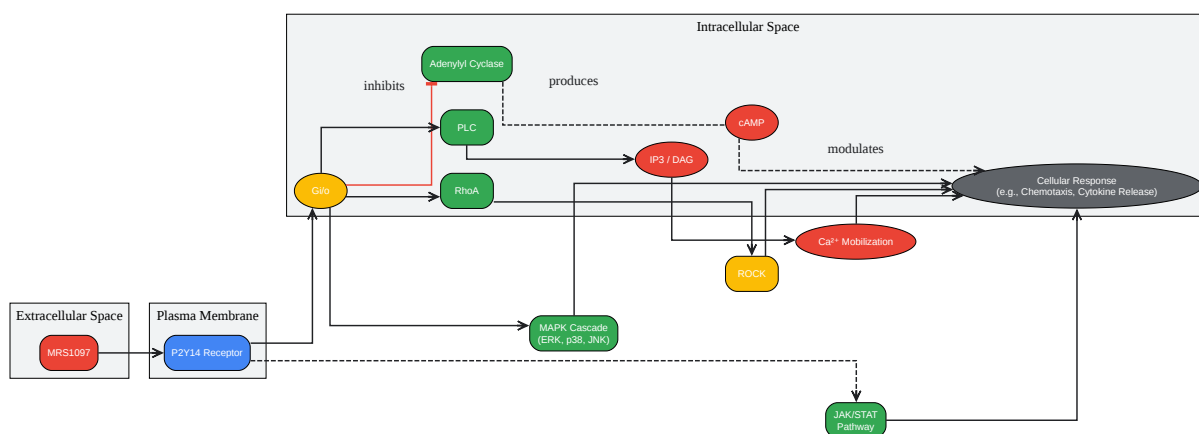 Intracellular Space
Adenylyl Cyclase
inhibits
produces
PLC
cAMP
modulates
IP3 / DAG
Gi/o
RhoA
Cellular Response
(e.g., Chemotaxis, Cytokine Release)
Ca²⁺ Mobilization
ROCK
Extracellular Space
Plasma Membrane
MAPK Cascade
(ERK, p38, JNK)
MRS1097
P2Y14 Receptor
JAK/STAT
Pathway